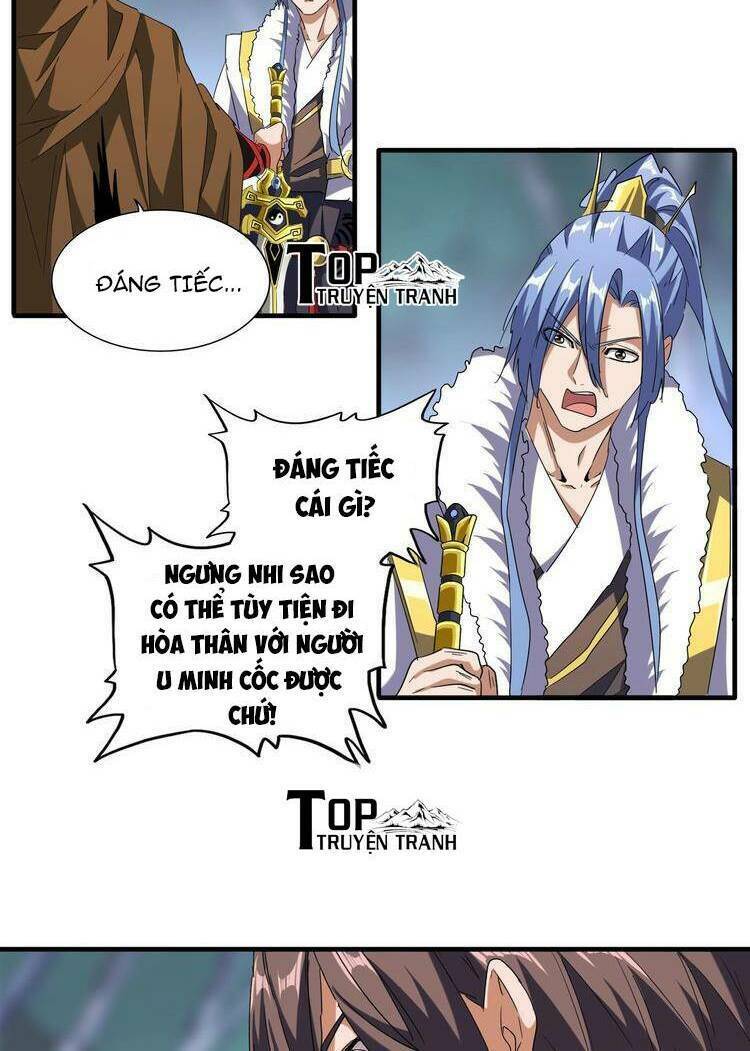 ĐÁNG TIẾC...
TOP
TRUYỆN TRANH
ĐÁNG TIẾC
CÁI GÌ?
NGƯNG NHI SAO
CÓ THỂ TÙY TIỆN ĐI
HÒA THÂN VỚI NGƯỜI
U MINH CỐC ĐƯỢC
CHỨ!
TOP
TRUYỆN TRANH